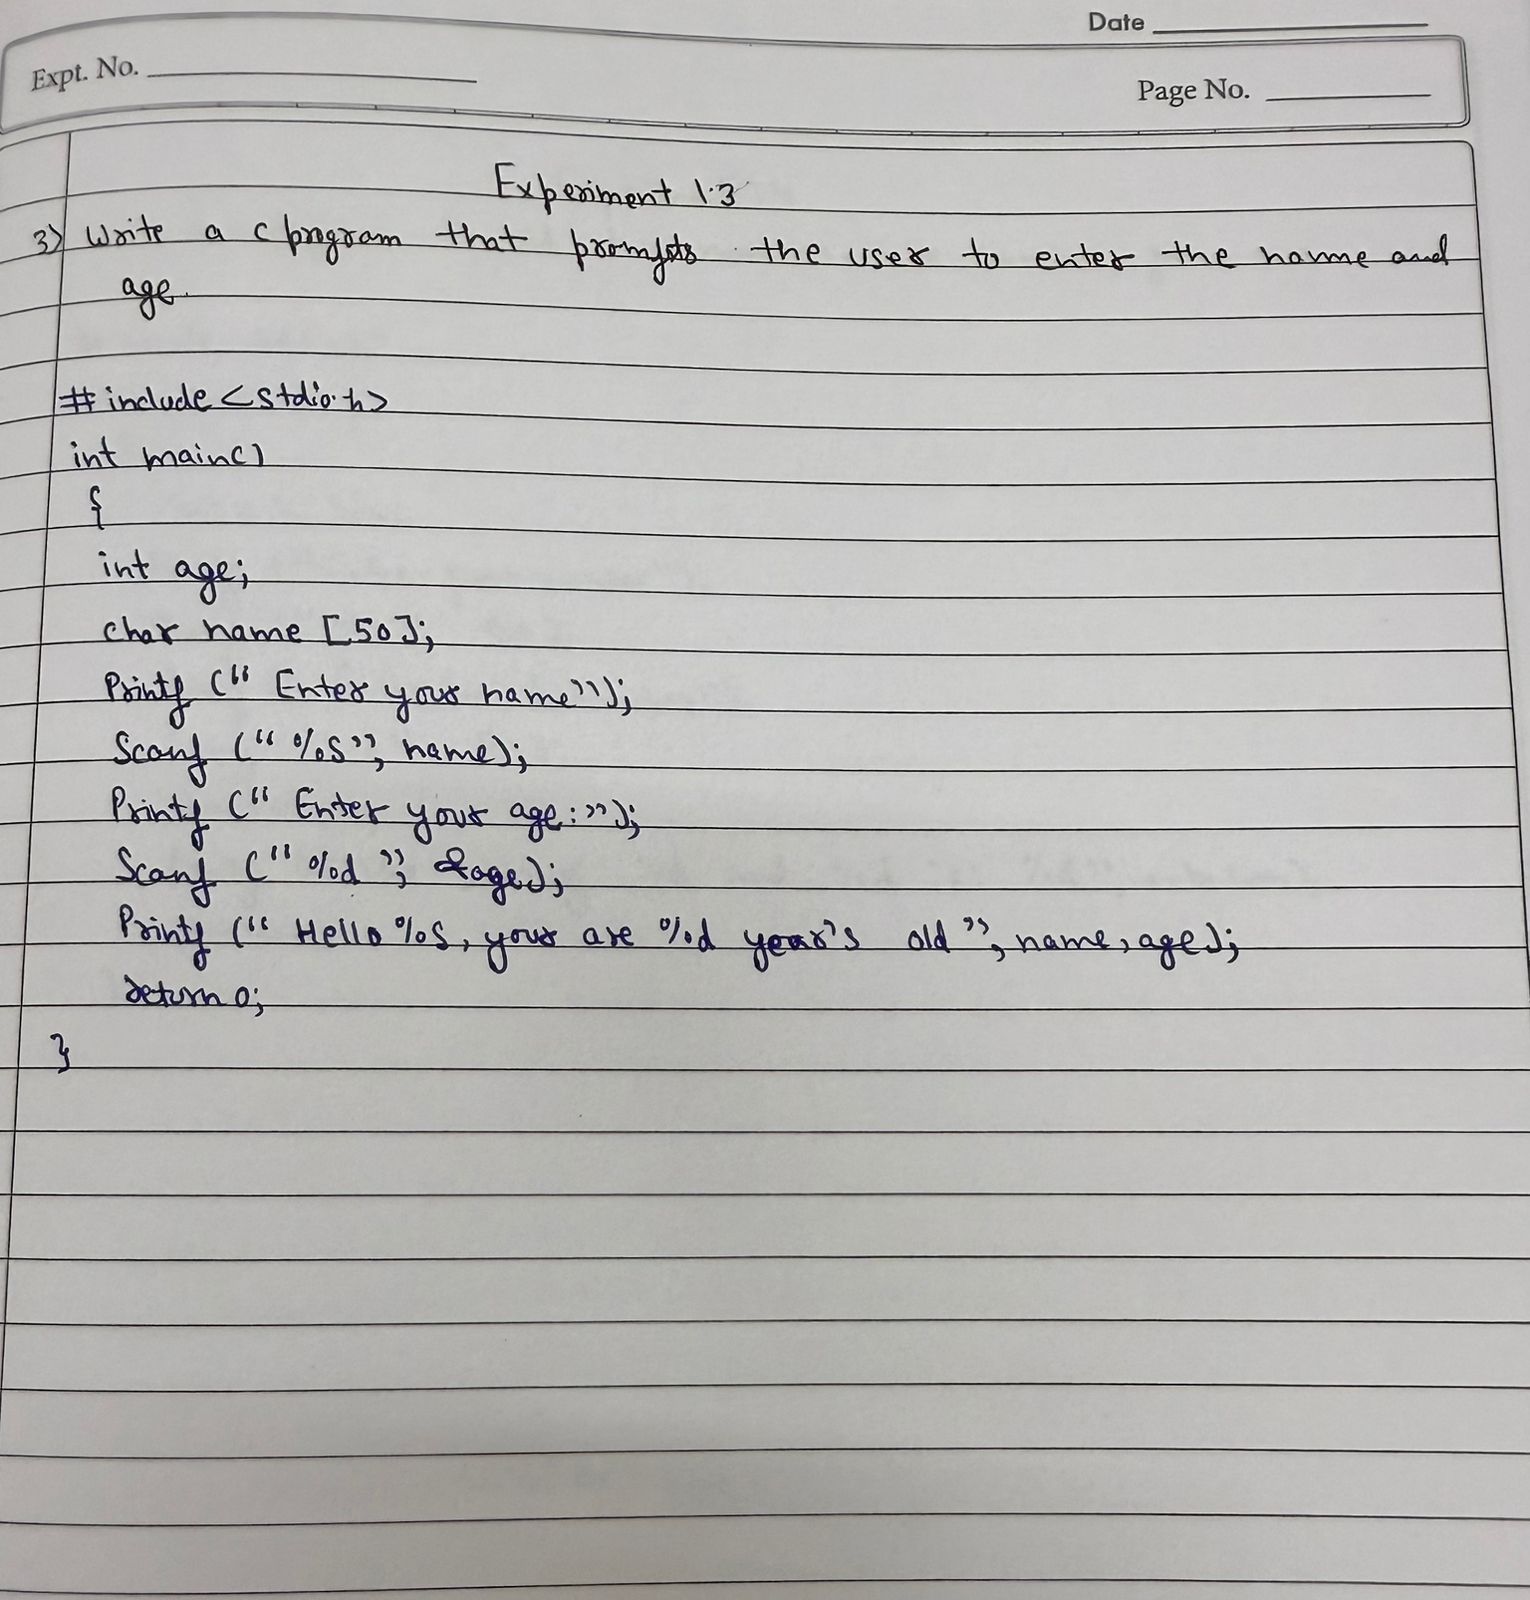 Date
Expt. No.
Page No.
Experiment 1.3
3) Write a c program that prompts the user to enter the name and
age.
#include <stdio.h>
int main()
{
int age;
char name [50];
Printf (" Enter your name");
Scanf ("%s", name);
Printf (" Enter your age:");
Scanf ("%d", &age);
Printf (" Hello %s, your are %d year's old", name, age);
return 0;
}